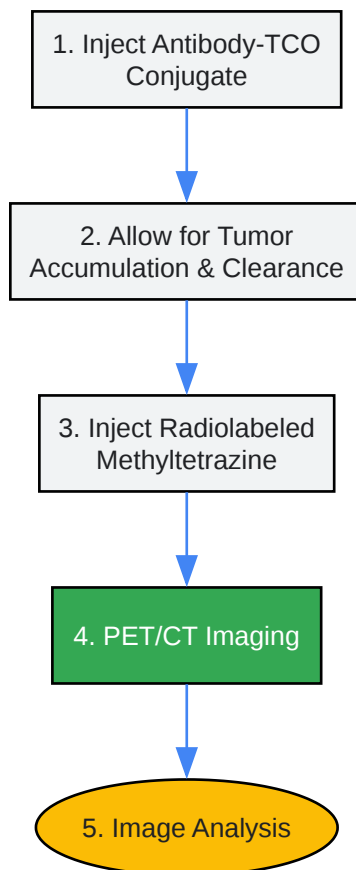 1. Inject Antibody-TCO
Conjugate
2. Allow for Tumor
Accumulation & Clearance
3. Inject Radiolabeled
Methyltetrazine
4. PET/CT Imaging
5. Image Analysis